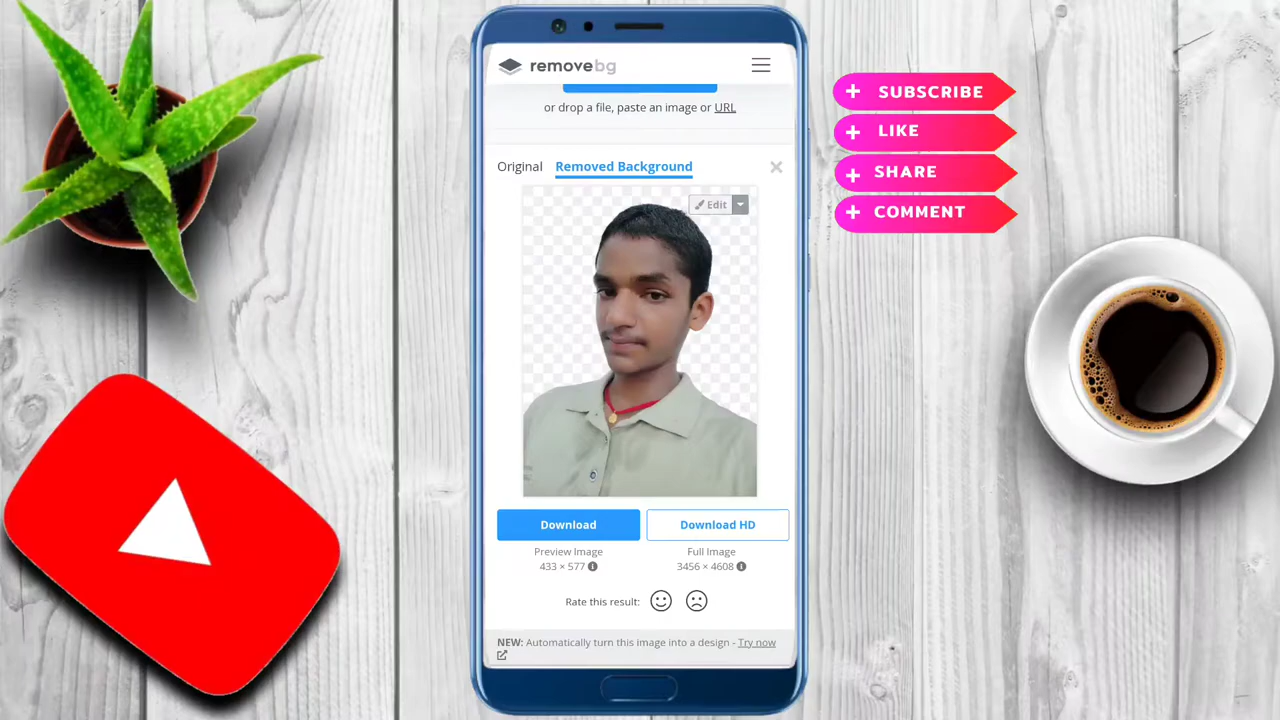 removebg
or drop a file, paste an image or URL
Original Removed Background
Edit
Download Download HD
Preview Image Full Image
433 × 577 3456 × 4608
Rate this result:
NEW: Automatically turn this image into a design - Try now
+ SUBSCRIBE
+ LIKE
+ SHARE
+ COMMENT